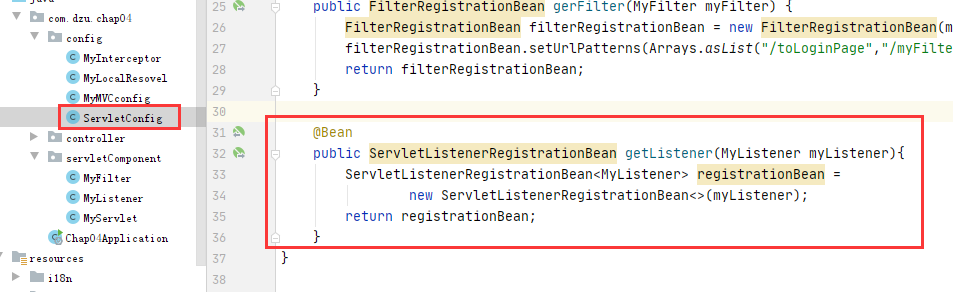 java
com.dzu.chap04
config
MyInterceptor
MyLocalResovel
MyMVCconfig
ServletConfig
controller
servletComponent
MyFilter
MyListener
MyServlet
Chap04Application
resources
i18n
25 public FilterRegistrationBean gerFilter(MyFilter myFilter) {
26 FilterRegistrationBean filterRegistrationBean = new FilterRegistrationBean(m
27 filterRegistrationBean.setUrlPatterns(Arrays.asList("/toLoginPage","/myFilte
28 return filterRegistrationBean;
29 }
30
31 @Bean
32 public ServletListenerRegistrationBean getListener(MyListener myListener){
33 ServletListenerRegistrationBean<MyListener> registrationBean =
34 new ServletListenerRegistrationBean<>(myListener);
35 return registrationBean;
36 }
37 }
38